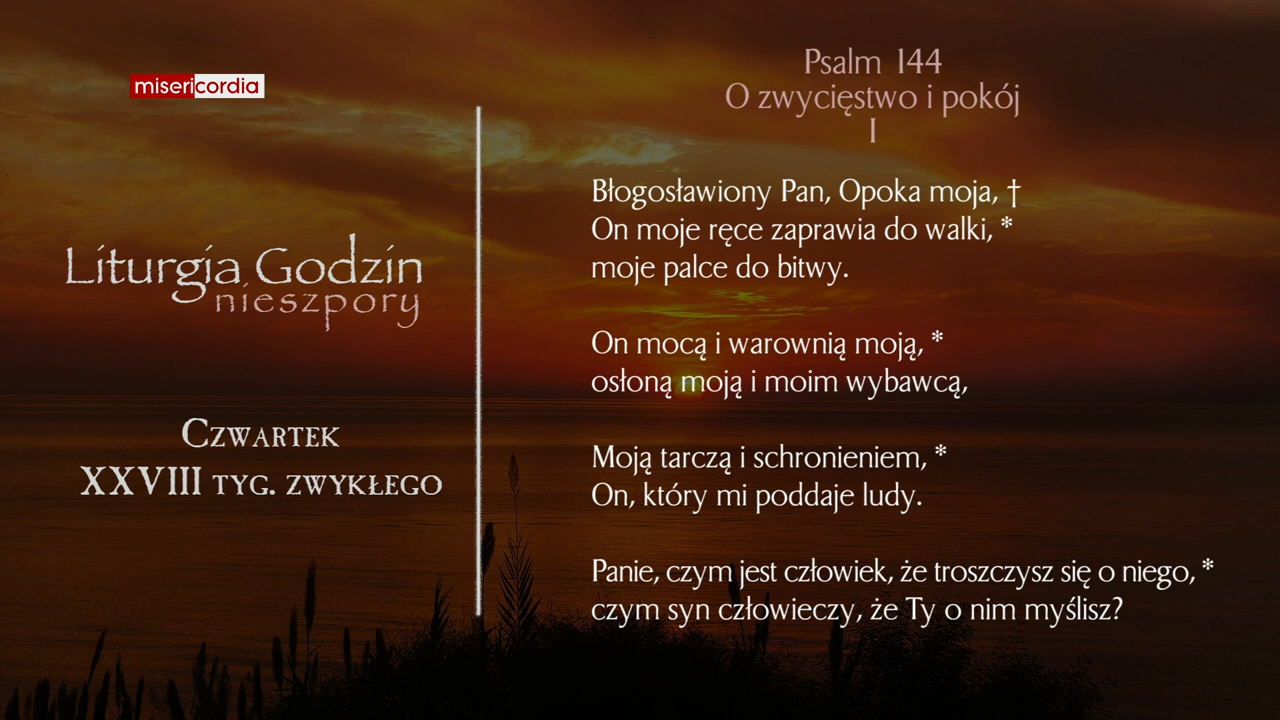 misericordia
Liturgia Godzin
nieszpory
Czwartek
XXVIII tyg. zwykłego
Psalm 144
O zwycięstwo i pokój
I
Błogosławiony Pan, Opoka moja, †
On moje ręce zaprawia do walki, *
moje palce do bitwy.
On mocą i warownią moją, *
osłoną moją i moim wybawcą,
Moją tarczą i schronieniem, *
On, który mi poddaje ludy.
Panie, czym jest człowiek, że troszczysz się o niego, *
czym syn człowieczy, że Ty o nim myślisz?